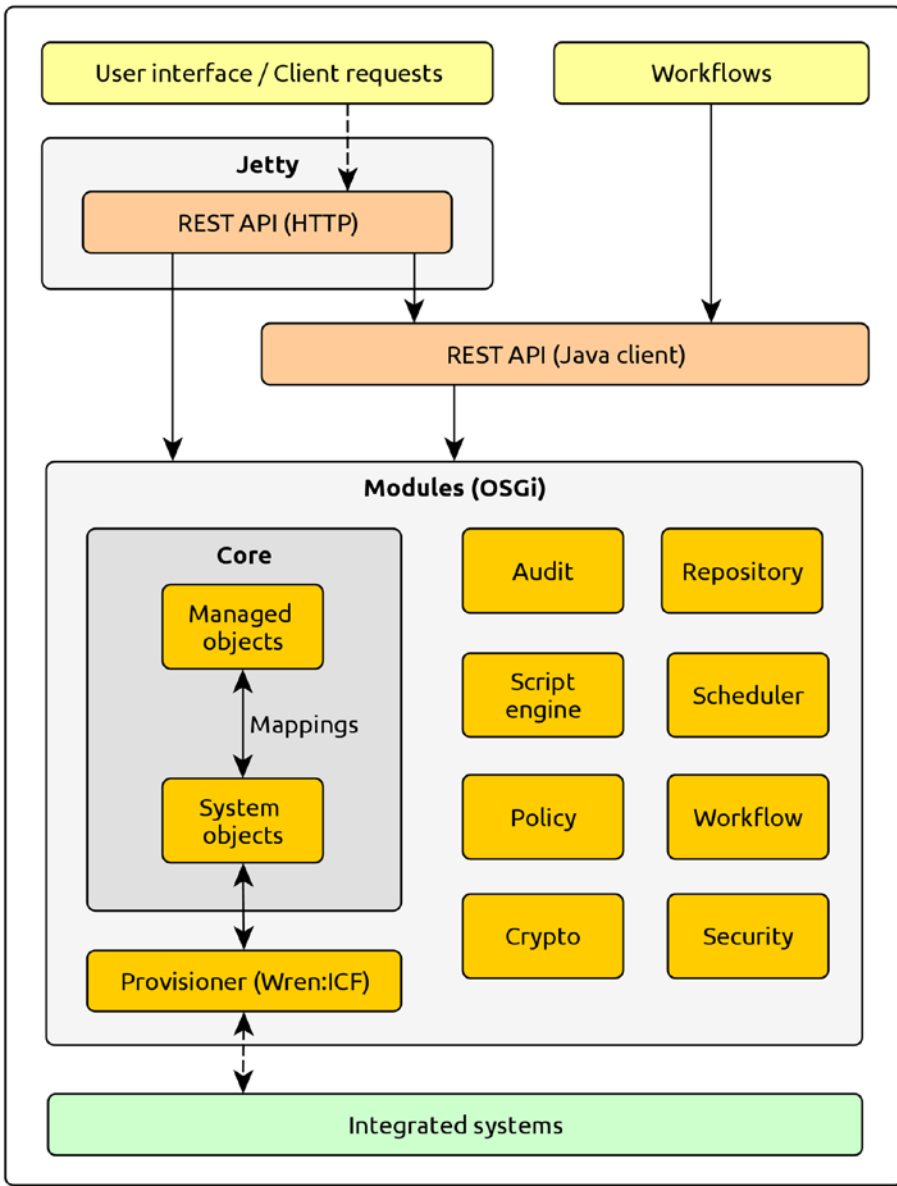 User interface / Client requests
Workflows
Jetty
REST API (HTTP)
REST API (Java client)
Modules (OSGi)
Core
Managed
objects
Mappings
System
objects
Provisioner (Wren:ICF)
Audit
Repository
Script
engine
Scheduler
Policy
Workflow
Crypto
Security
Integrated systems